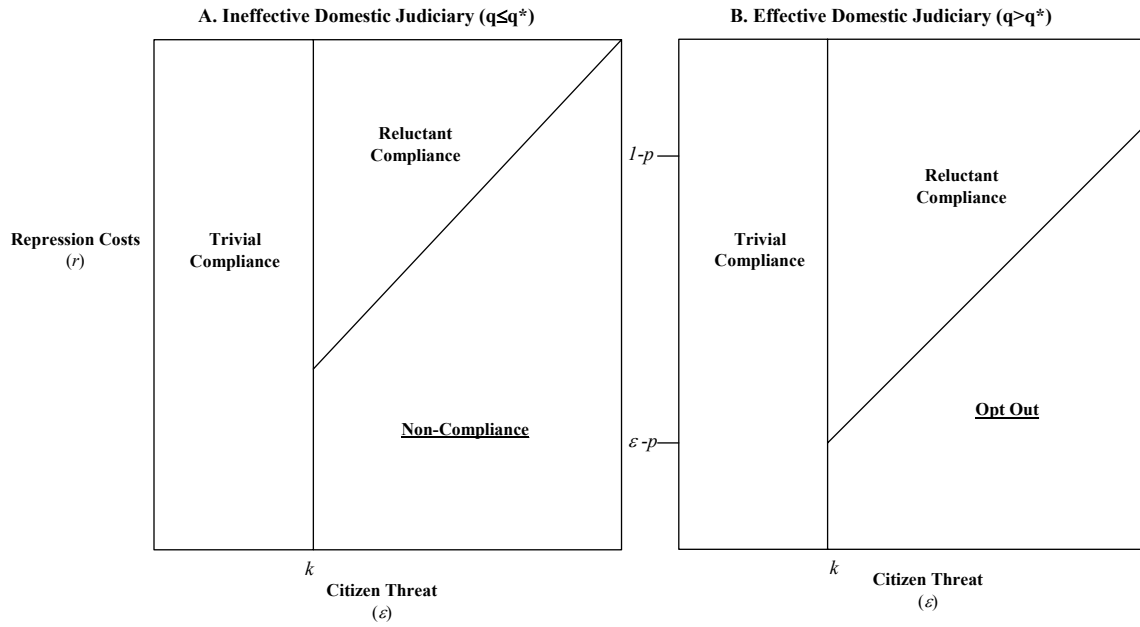 A. Ineffective Domestic Judiciary (q≤q*)
Reluctant
Compliance
Repression Costs
(r)
Trivial
Compliance
Non-Compliance
k
Citizen Threat
(ε)
B. Effective Domestic Judiciary (q>q*)
1-p
Reluctant
Compliance
Trivial
Compliance
Opt Out
ε -p
k
Citizen Threat
(ε)